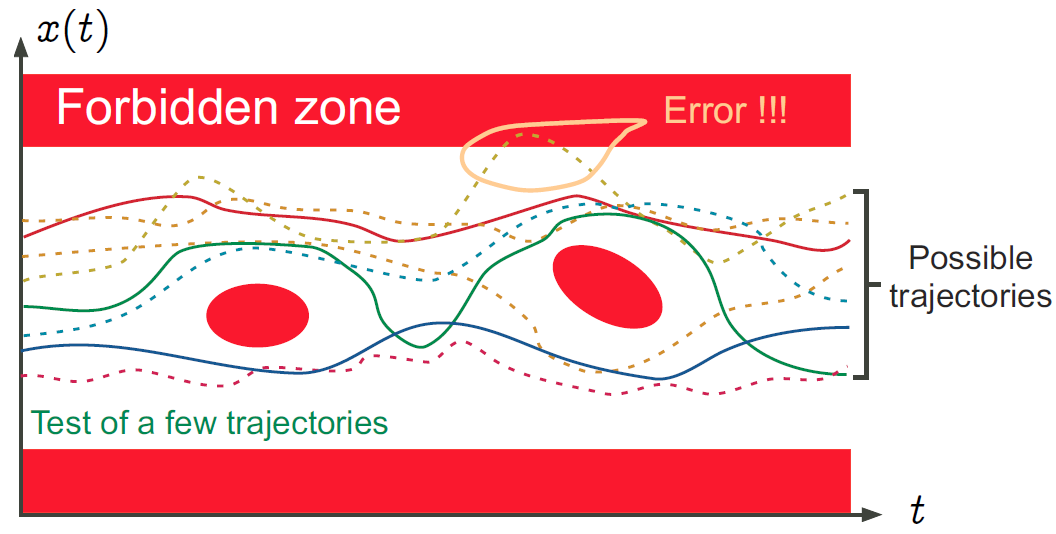 x(t)
Forbidden zone
Error !!!
Possible
trajectories
Test of a few trajectories
t